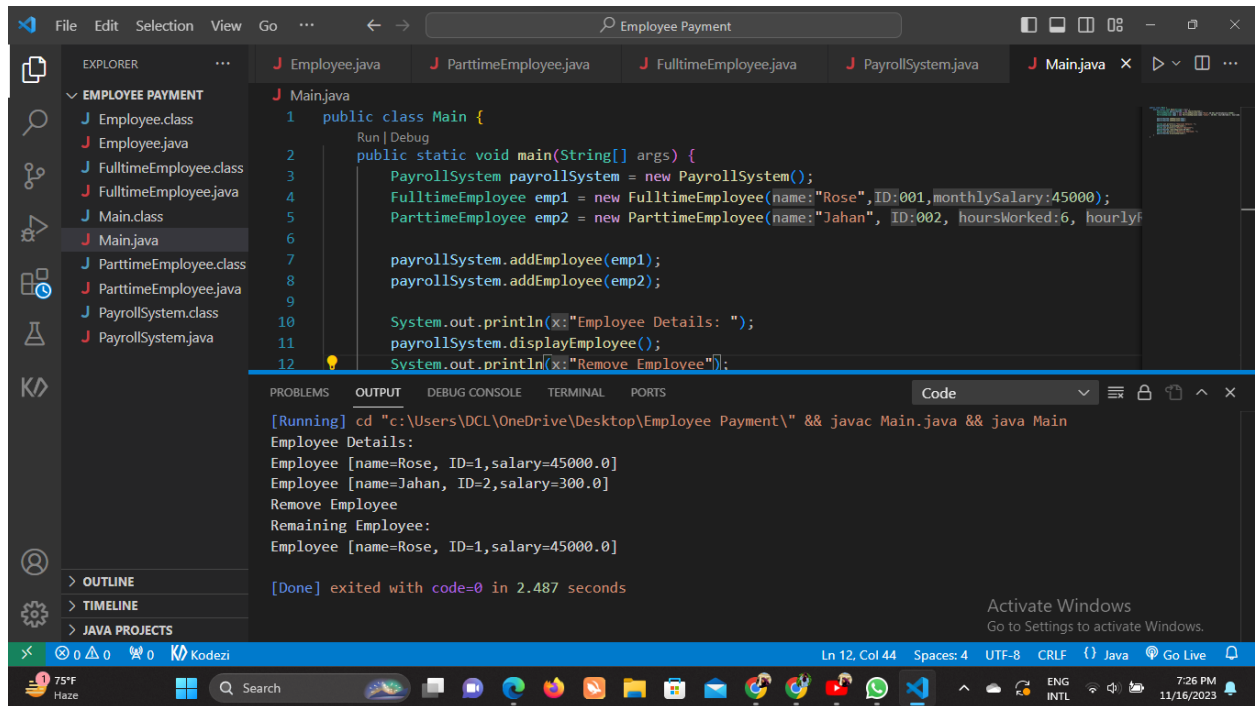 File Edit Selection View Go ··· Employee Payment
EXPLORER ···
Employee.java ParttimeEmployee.java FulltimeEmployee.java PayrollSystem.java Main.java
EMPLOYEE PAYMENT
Employee.class
Employee.java
FulltimeEmployee.class
FulltimeEmployee.java
Main.class
Main.java
ParttimeEmployee.class
ParttimeEmployee.java
PayrollSystem.class
PayrollSystem.java
OUTLINE
TIMELINE
JAVA PROJECTS
Main.java
1 public class Main {
Run | Debug
2 public static void main(String[] args) {
3 PayrollSystem payrollSystem = new PayrollSystem();
4 FulltimeEmployee emp1 = new FulltimeEmployee(name:"Rose",ID:001,monthlySalary:45000);
5 ParttimeEmployee emp2 = new ParttimeEmployee(name:"Jahan", ID:002, hoursWorked:6, hourly
6
7 payrollSystem.addEmployee(emp1);
8 payrollSystem.addEmployee(emp2);
9
10 System.out.println(x:"Employee Details: ");
11 payrollSystem.displayEmployee();
12 System.out.println(x:"Remove Employee");
PROBLEMS OUTPUT DEBUG CONSOLE TERMINAL PORTS Code
[Running] cd "c:\Users\DCL\OneDrive\Desktop\Employee Payment\" && javac Main.java && java Main
Employee Details:
Employee [name=Rose, ID=1,salary=45000.0]
Employee [name=Jahan, ID=2,salary=300.0]
Remove Employee
Remaining Employee:
Employee [name=Rose, ID=1,salary=45000.0]
[Done] exited with code=0 in 2.487 seconds
Activate Windows
Go to Settings to activate Windows.
0 0 0 Kodezi Ln 12, Col 44 Spaces: 4 UTF-8 CRLF {} Java Go Live
1 75°F
Haze
Search
ENG
INTL
7:26 PM
11/16/2023